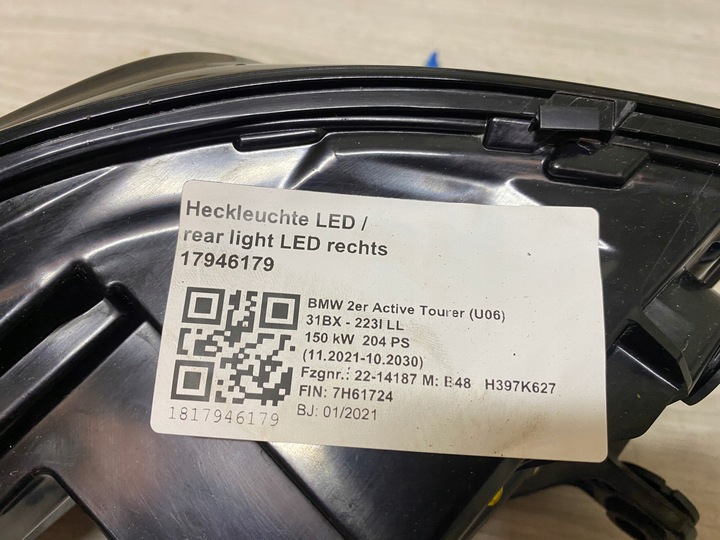 Heckleuchte LED /
rear light LED rechts
17946179
BMW 2er Active Tourer (U06)
31BX - 223I LL
150 kW 204 PS
(11.2021-10.2030)
Fzgnr.: 22-14187 M: B48 H397K627
FIN: 7H61724
BJ: 01/2021
1817946179